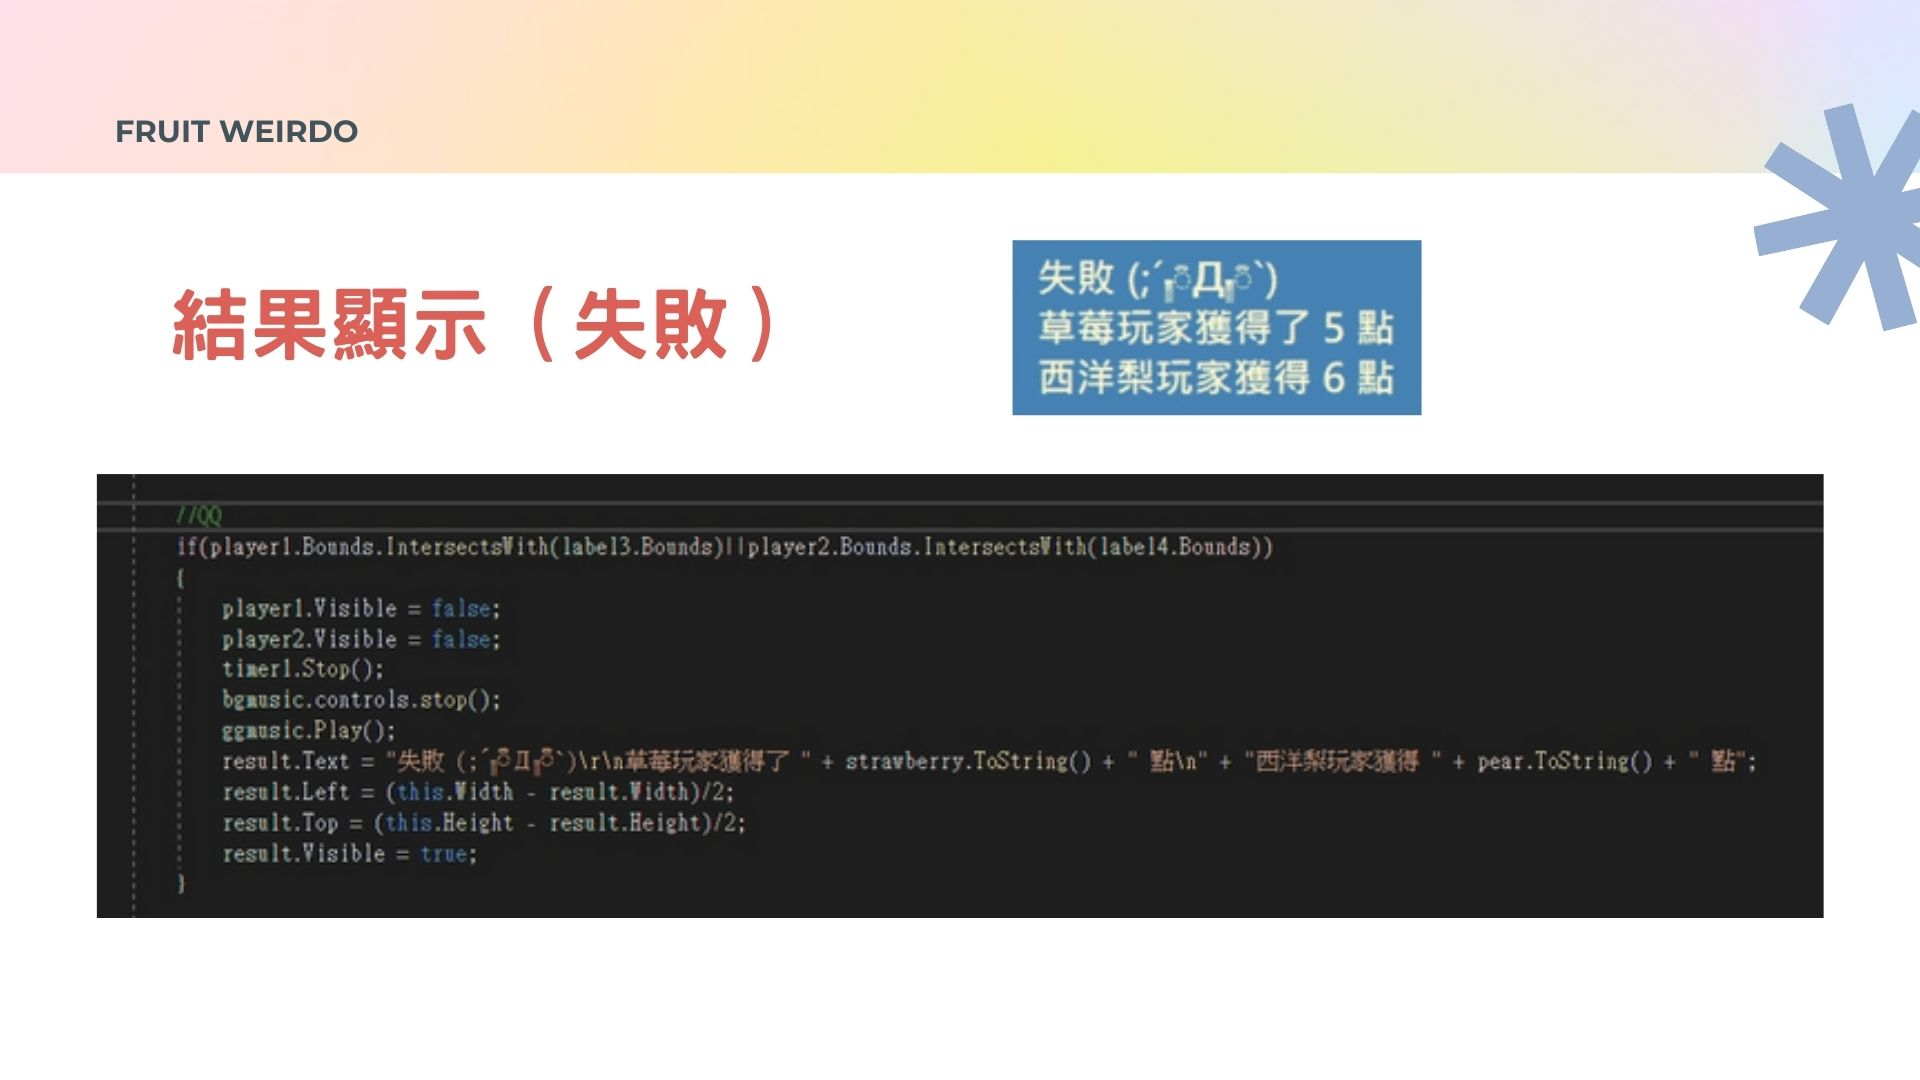 FRUIT WEIRDO
結果顯示（失敗）
失敗 (;´╓ྀД╓ྀ`)
草莓玩家獲得了 5 點
西洋梨玩家獲得 6 點
//QQ
if(player1.Bounds.IntersectsWith(label3.Bounds)||player2.Bounds.IntersectsWith(label4.Bounds))
{
player1.Visible = false;
player2.Visible = false;
timer1.Stop();
bgmusic.controls.stop();
ggmusic.Play();
result.Text = "失敗 (;´╓ྀД╓ྀ`)\r\n草莓玩家獲得了 " + strawberry.ToString() + " 點\n" + "西洋梨玩家獲得 " + pear.ToString() + " 點";
result.Left = (this.Width - result.Width)/2;
result.Top = (this.Height - result.Height)/2;
result.Visible = true;
}